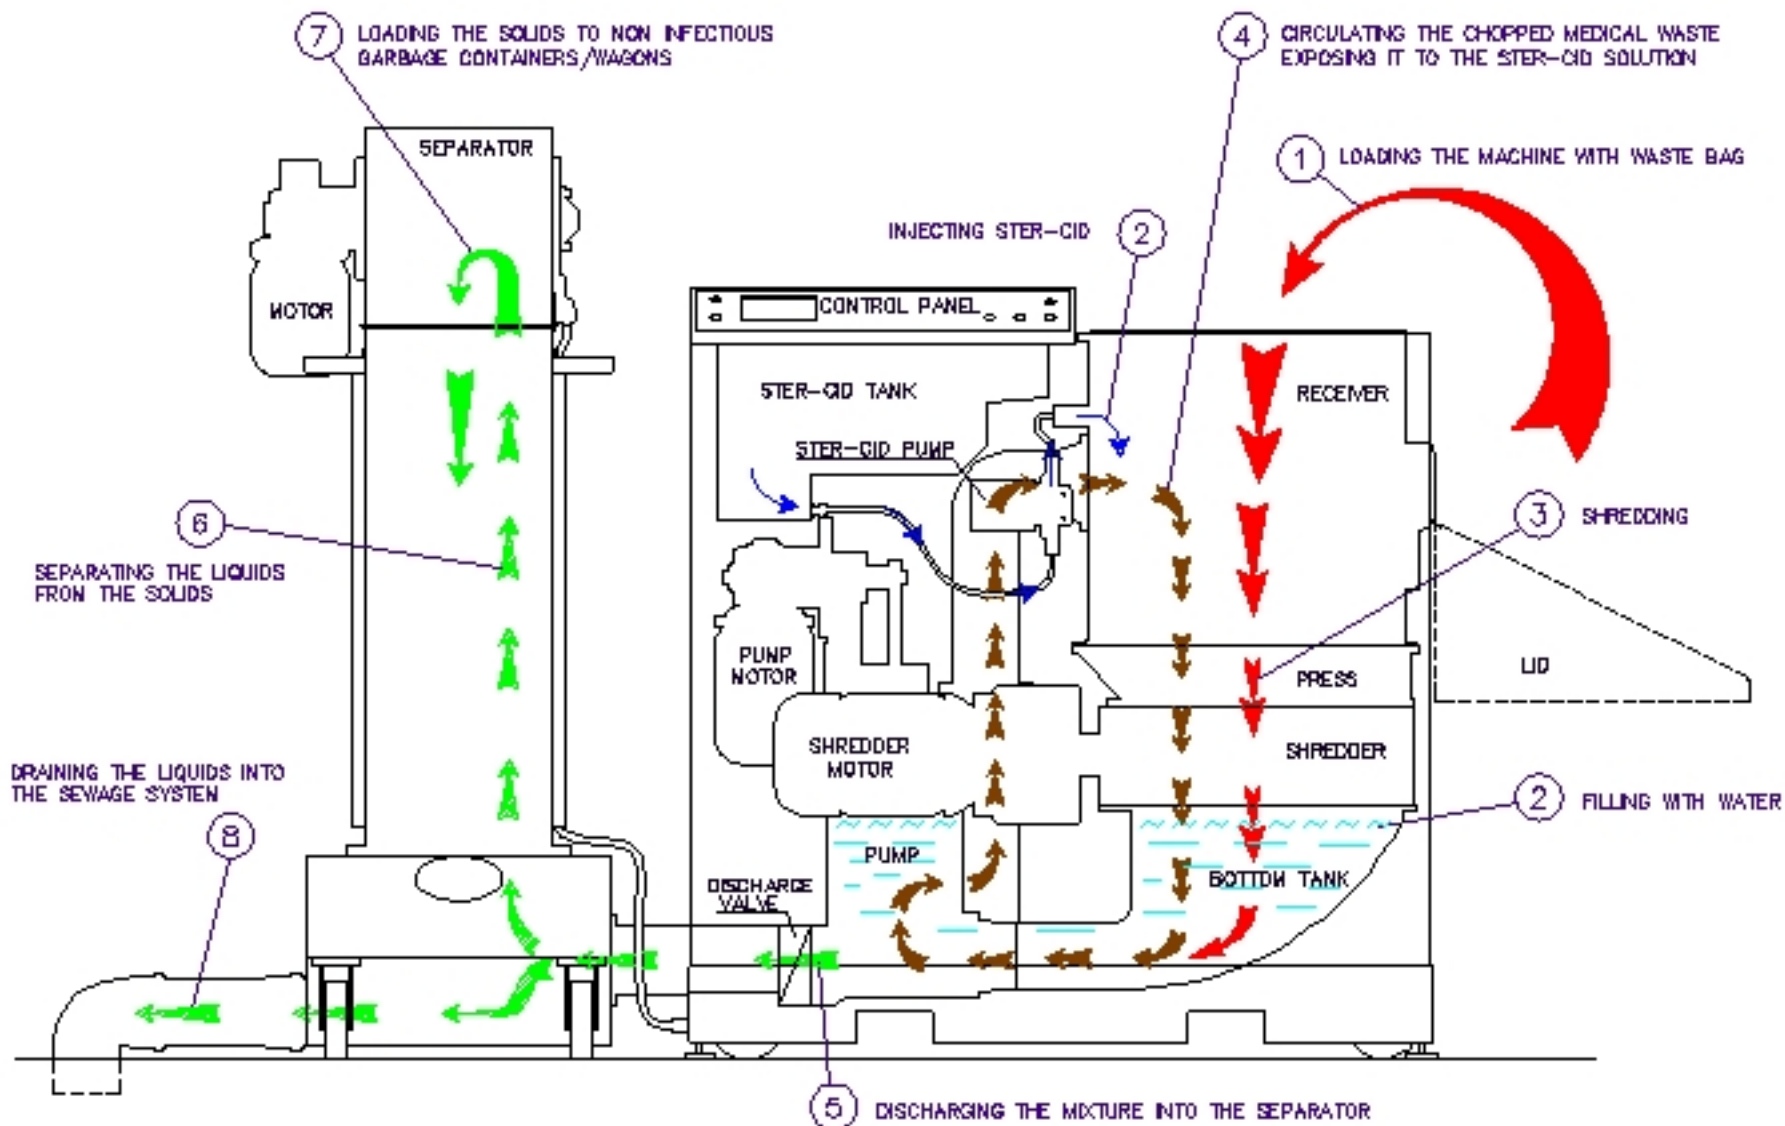 7
LOADING THE SOLIDS TO NON INFECTIOUS
GARBAGE CONTAINERS/WAGONS
4
CIRCULATING THE CHOPPED MEDICAL WASTE
EXPOSING IT TO THE STER-CID SOLUTION
SEPARATOR
1
LOADING THE MACHINE WITH WASTE BAG
INJECTING STER-CID
2
MOTOR
CONTROL PANEL
STER-CID TANK
RECEIVER
STER-CID PUMP
6
SEPARATING THE LIQUIDS
FROM THE SOLIDS
3
SHREDDING
PUMP
MOTOR
PRESS
LID
SHREDDER
MOTOR
SHREDDER
DRAINING THE LIQUIDS INTO
THE SEWAGE SYSTEM
8
2
FILLING WITH WATER
PUMP
DISCHARGE
VALVE
BOTTOM TANK
5
DISCHARGING THE MIXTURE INTO THE SEPARATOR